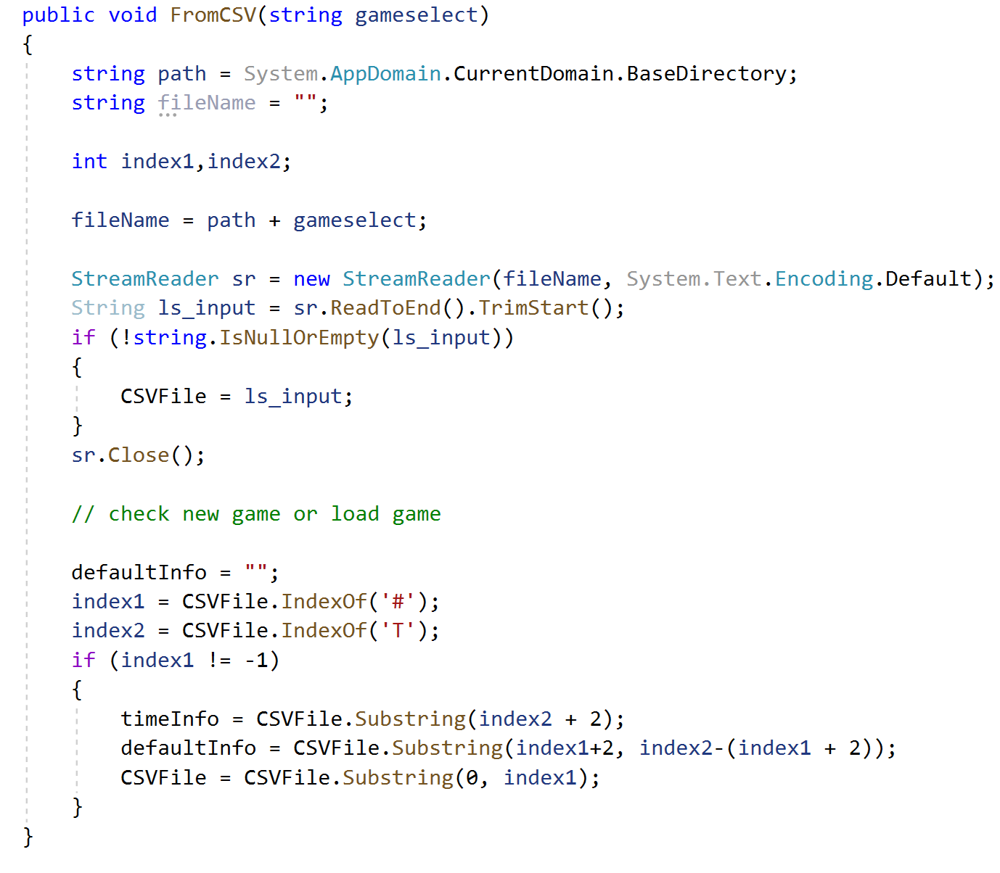 public void FromCSV(string gameselect)
{
string path = System.AppDomain.CurrentDomain.BaseDirectory;
string fileName = "";
int index1,index2;
fileName = path + gameselect;
StreamReader sr = new StreamReader(fileName, System.Text.Encoding.Default);
String ls_input = sr.ReadToEnd().TrimStart();
if (!string.IsNullOrEmpty(ls_input))
{
CSVFile = ls_input;
}
sr.Close();
// check new game or load game
defaultInfo = "";
index1 = CSVFile.IndexOf('#');
index2 = CSVFile.IndexOf('T');
if (index1 != -1)
{
timeInfo = CSVFile.Substring(index2 + 2);
defaultInfo = CSVFile.Substring(index1+2, index2-(index1 + 2));
CSVFile = CSVFile.Substring(0, index1);
}
}